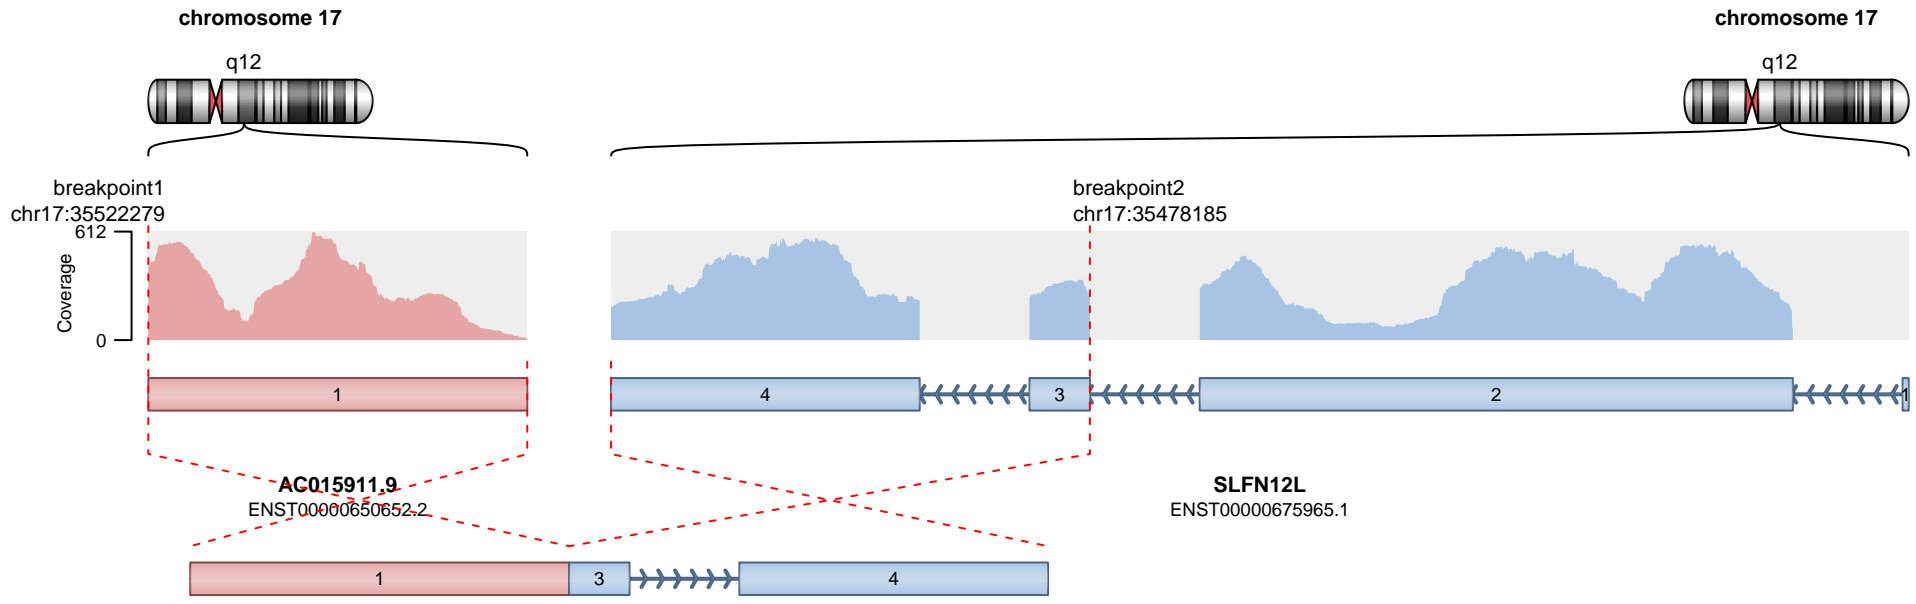 chromosome 17
chromosome 17
q12
q12
breakpoint1
chr17:35522279
breakpoint2
chr17:35478185
612
Coverage
0
1
4
3
2
1
AC015911.9
ENST00000650652.2
SLFN12L
ENST00000675965.1
1
3
4